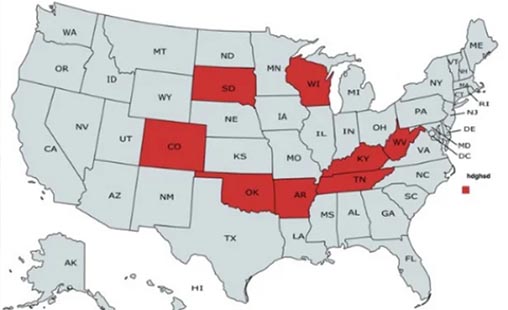 WA
MT
ND
MN
ME
OR
ID
SD
WI
MI
VT
NH
NY
MA
CT
RI
WY
NE
IA
PA
NJ
NV
UT
CO
KS
MO
IL
IN
OH
WV
VA
DE
MD
DC
CA
AZ
NM
OK
AR
KY
TN
NC
SC
TX
LA
MS
AL
GA
FL
AK
HI
hdghsd